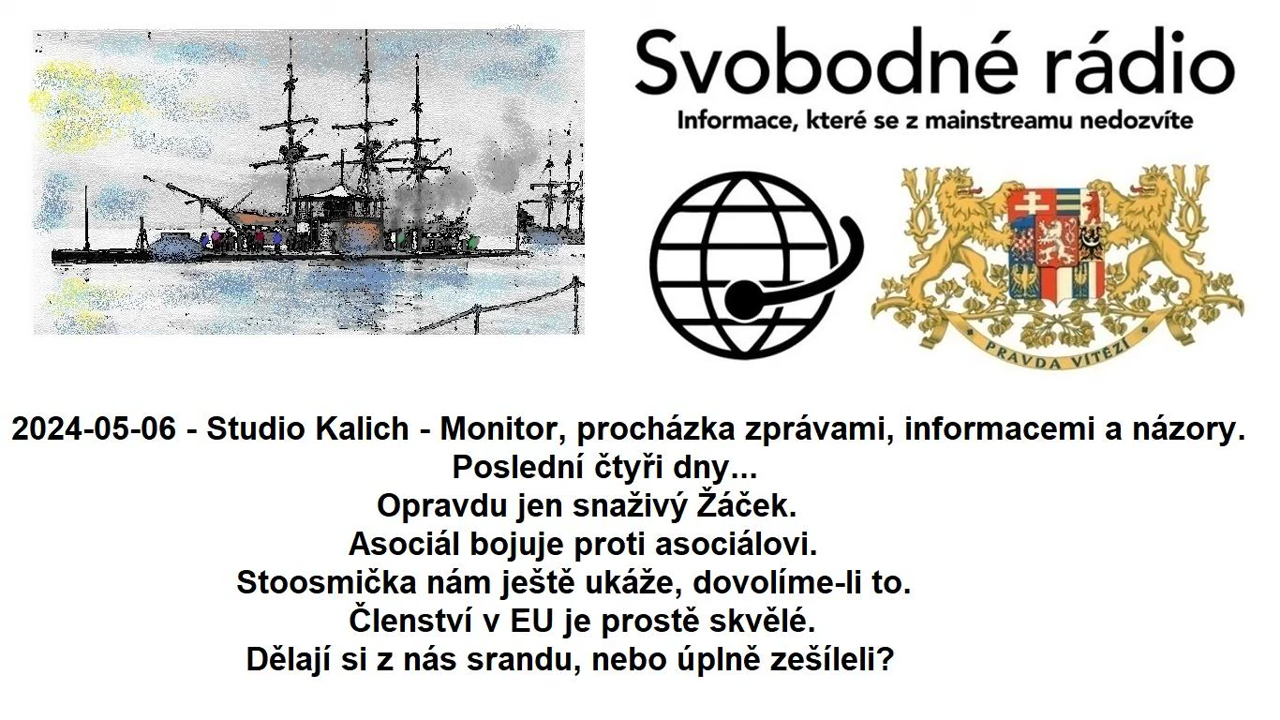 Svobodné rádio
Informace, které se z mainstreamu nedozvíte
PRAVDA VÍTĚZÍ
2024-05-06 - Studio Kalich - Monitor, procházka zprávami, informacemi a názory.
Poslední čtyři dny...
Opravdu jen snaživý Žáček.
Asociál bojuje proti asociálovi.
Stoosmička nám ještě ukáže, dovolíme-li to.
Členství v EU je prostě skvělé.
Dělají si z nás srandu, nebo úplně zešíleli?